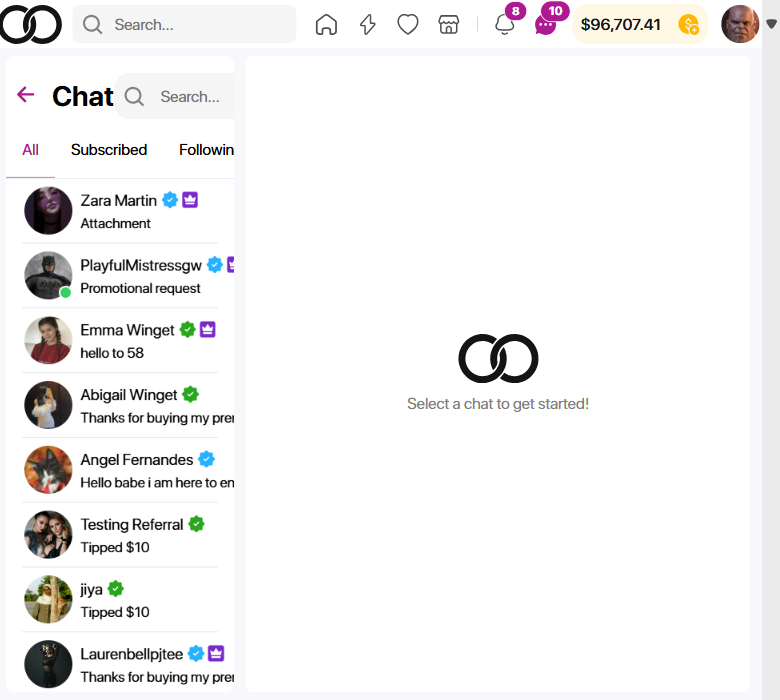 Search...
8
10
$96,707.41
Chat
Search...
All
Subscribed
Followin
Zara Martin
Attachment
PlayfulMistressgw
Promotional request
Emma Winget
hello to 58
Abigail Winget
Thanks for buying my prer
Angel Fernandes
Hello babe i am here to en
Testing Referral
Tipped $10
jiya
Tipped $10
Laurenbellpjtee
Thanks for buying my prer
Select a chat to get started!